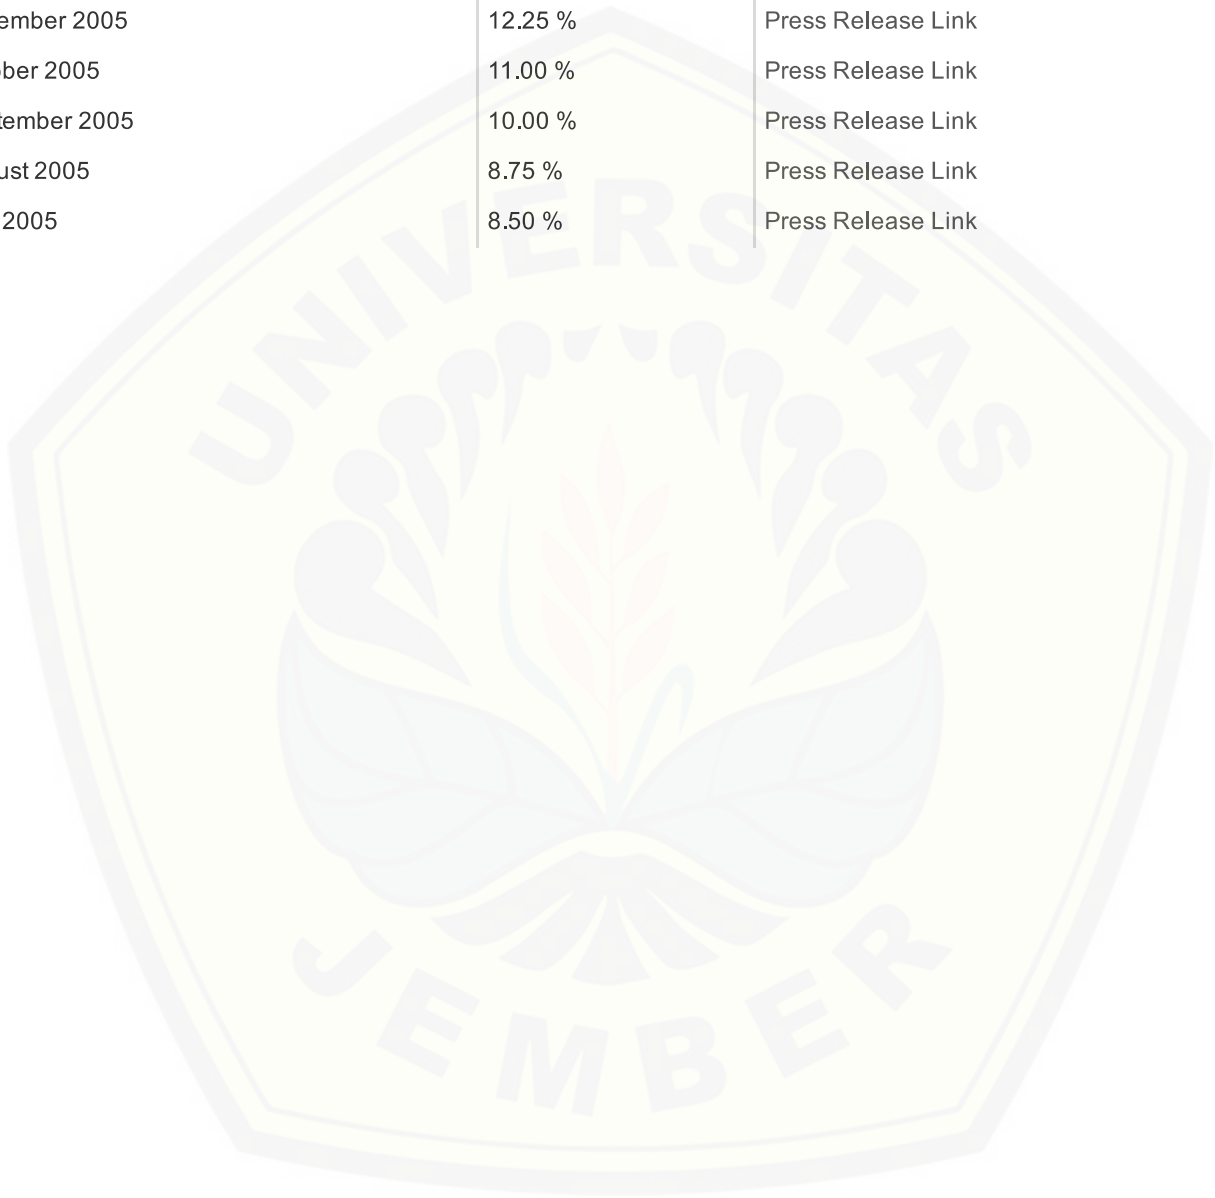 ember 2005 12.25 % Press Release Link
ber 2005 11.00 % Press Release Link
tember 2005 10.00 % Press Release Link
ust 2005 8.75 % Press Release Link
2005 8.50 % Press Release Link
UNIVERSITAS
JEMBER